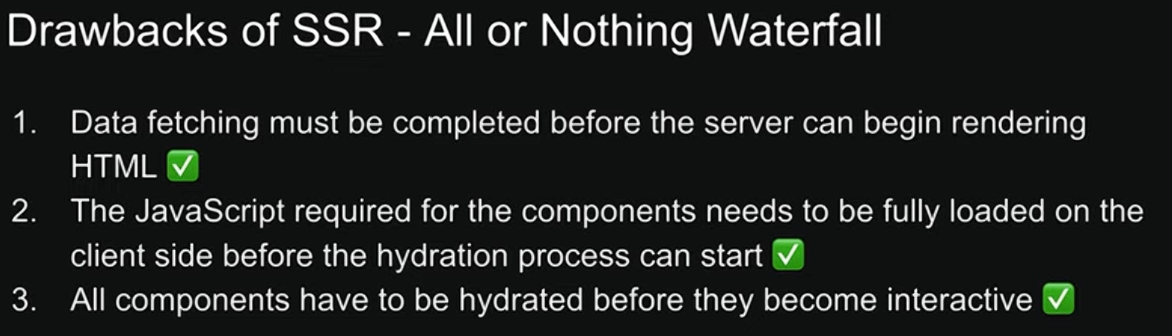 Drawbacks of SSR - All or Nothing Waterfall
1. Data fetching must be completed before the server can begin rendering
HTML ✅
2. The JavaScript required for the components needs to be fully loaded on the
client side before the hydration process can start ✅
3. All components have to be hydrated before they become interactive ✅